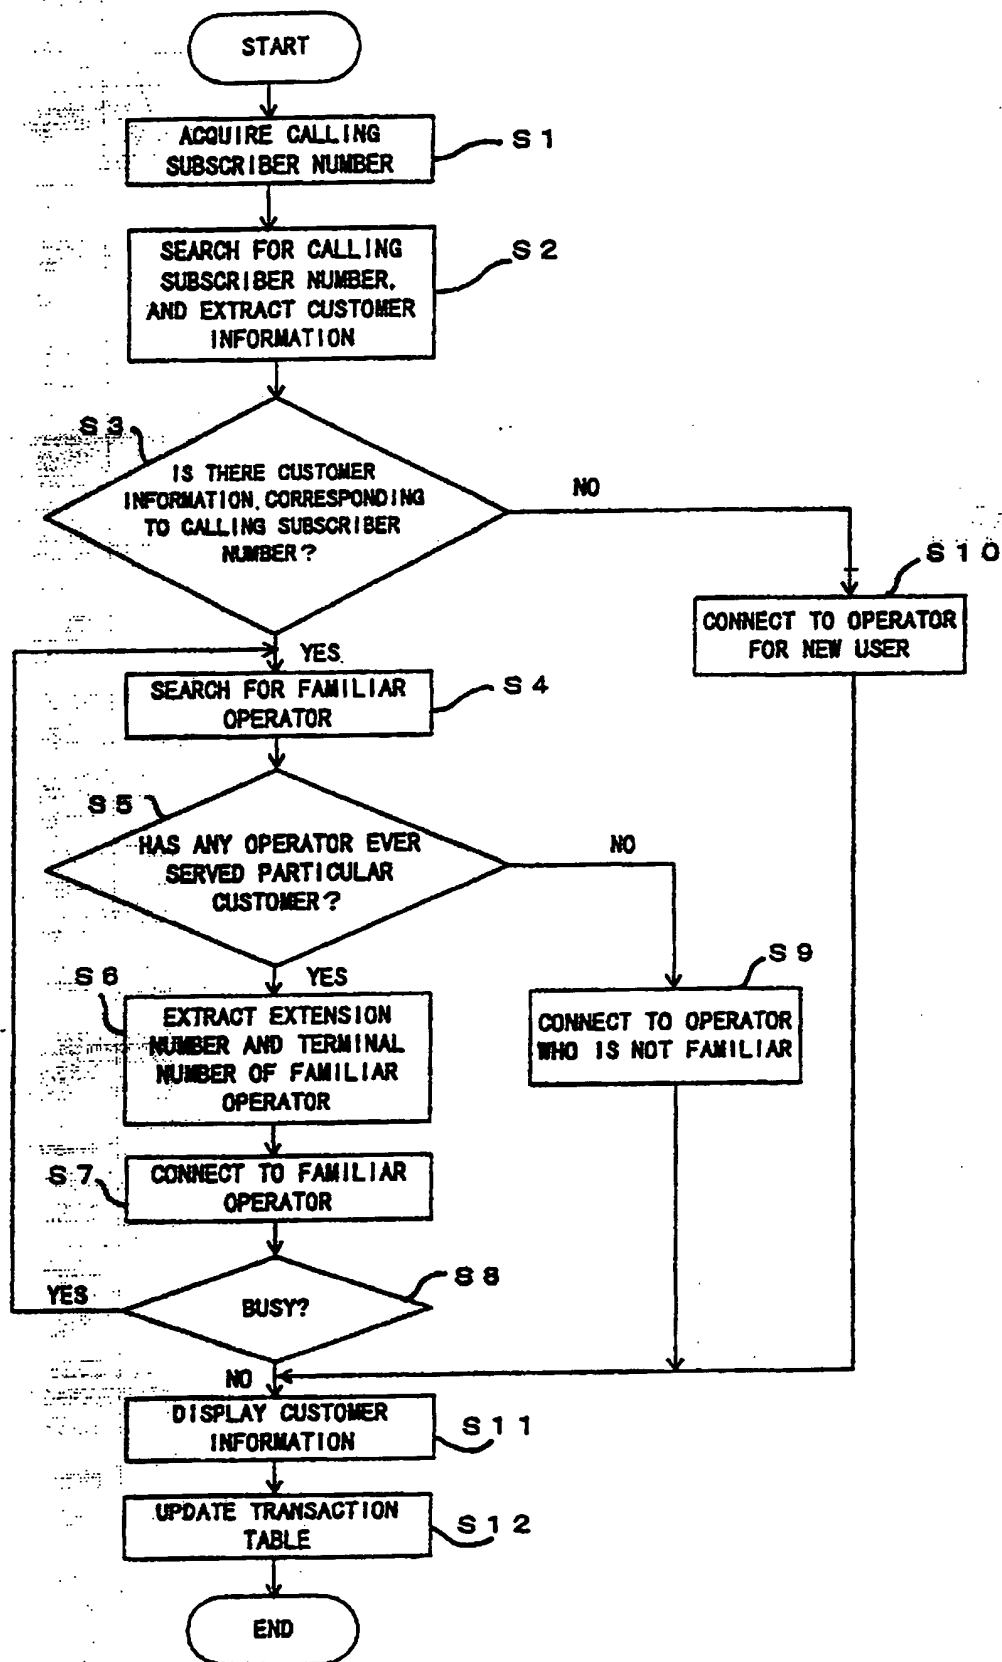 START
ACQUIRE CALLING
SUBSCRIBER NUMBER
S1
SEARCH FOR CALLING
SUBSCRIBER NUMBER,
AND EXTRACT CUSTOMER
INFORMATION
S2
S3
IS THERE CUSTOMER
INFORMATION, CORRESPONDING
TO CALLING SUBSCRIBER
NUMBER?
NO
S10
CONNECT TO OPERATOR
FOR NEW USER
YES
SEARCH FOR FAMILIAR
OPERATOR
S4
S5
HAS ANY OPERATOR EVER
SERVED PARTICULAR
CUSTOMER?
NO
S9
CONNECT TO OPERATOR
WHO IS NOT FAMILIAR
YES
S6
EXTRACT EXTENSION
NUMBER AND TERMINAL
NUMBER OF FAMILIAR
OPERATOR
S7
CONNECT TO FAMILIAR
OPERATOR
S8
BUSY?
YES
NO
DISPLAY CUSTOMER
INFORMATION
S11
UPDATE TRANSACTION
TABLE
S12
END